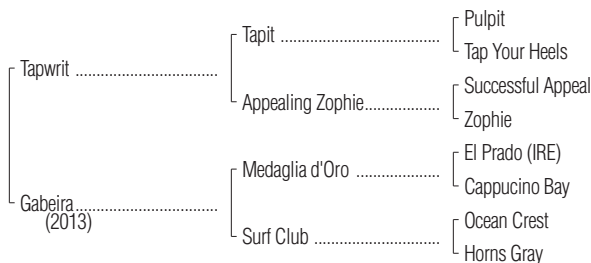 Pulpit
Tapit ........................................
Tap Your Heels
Tapwrit ....................................
Successful Appeal
Appealing Zophie...................
Zophie
El Prado (IRE)
Medaglia d'Oro .....................
Cappucino Bay
Gabeira....................................
(2013)
Ocean Crest
Surf Club ................................
Horns Gray